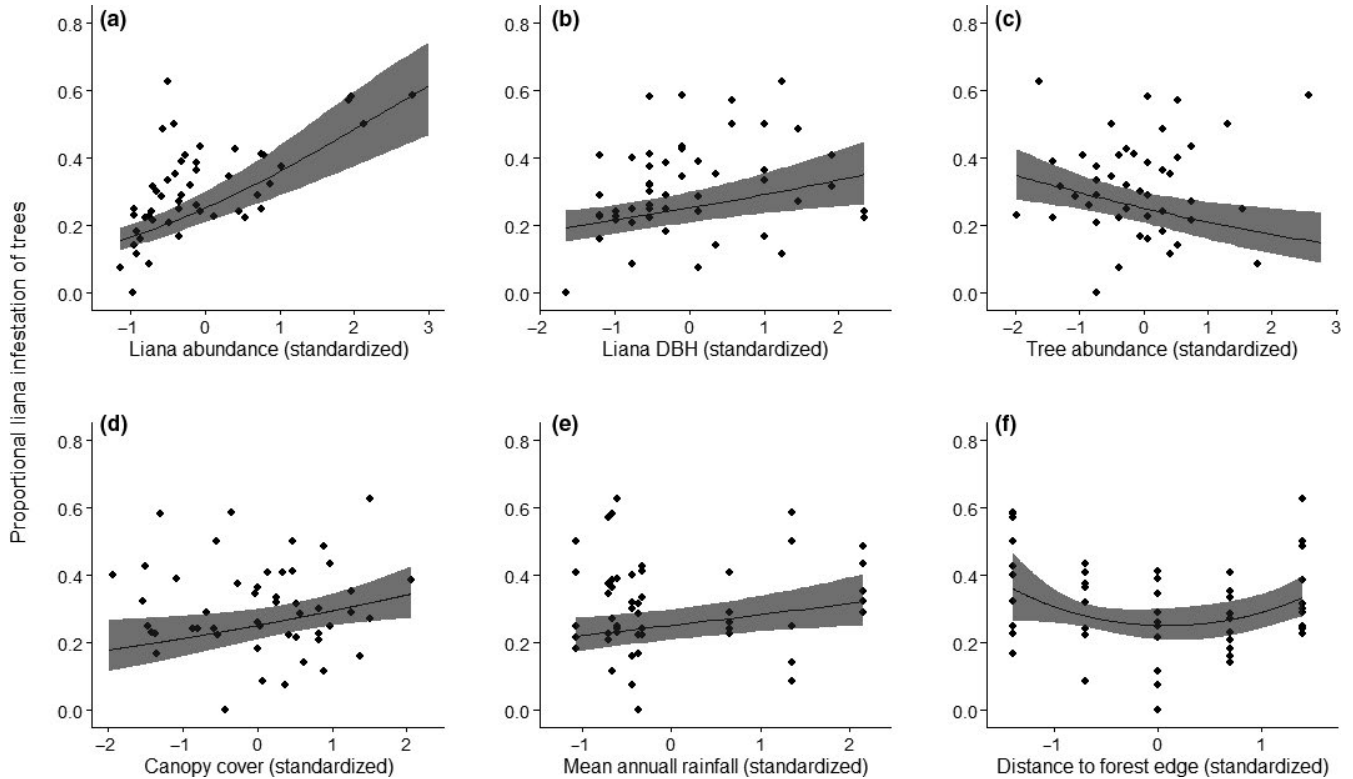 Proportional liana infestation of trees
(a)
0.8
0.6
0.4
0.2
0.0
−1 0 1 2 3
Liana abundance (standardized)
(b)
0.8
0.6
0.4
0.2
0.0
−2 −1 0 1 2
Liana DBH (standardized)
(c)
0.8
0.6
0.4
0.2
0.0
−2 −1 0 1 2 3
Tree abundance (standardized)
(d)
0.8
0.6
0.4
0.2
0.0
−2 −1 0 1 2
Canopy cover (standardized)
(e)
0.8
0.6
0.4
0.2
0.0
−1 0 1 2
Mean annuall rainfall (standardized)
(f)
0.8
0.6
0.4
0.2
0.0
−1 0 1
Distance to forest edge (standardized)